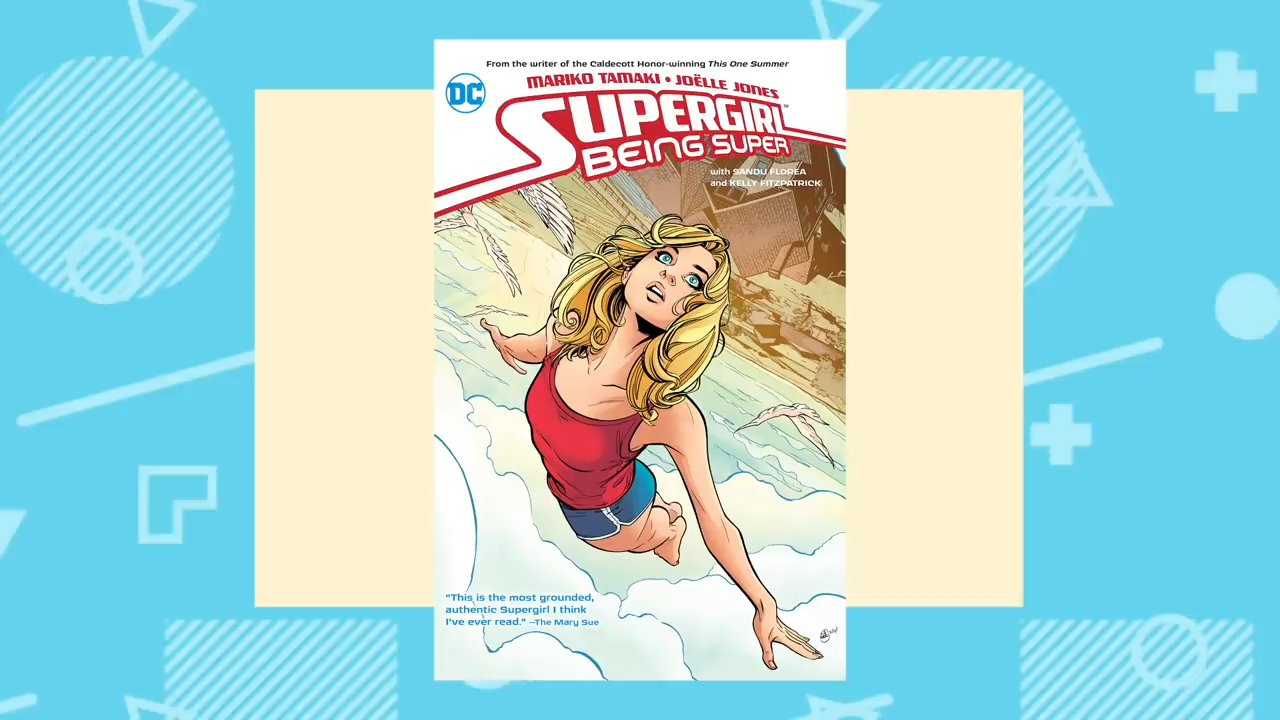 From the writer of the Caldecott Honor-winning This One Summer
MARIKO TAMAKI • JOËLLE JONES
DC
SUPERGIRL™
BEING SUPER
with SANDU FLOREA
and KELLY FITZPATRICK
“This is the most grounded,
authentic Supergirl I think
I’ve ever read.” —The Mary Sue